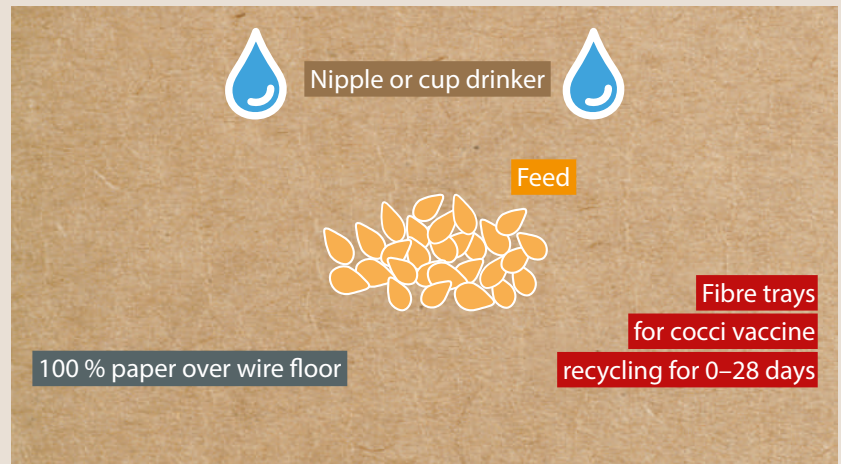 Nipple or cup drinker
Feed
Fibre trays
for cocci vaccine
recycling for 0–28 days
100 % paper over wire floor